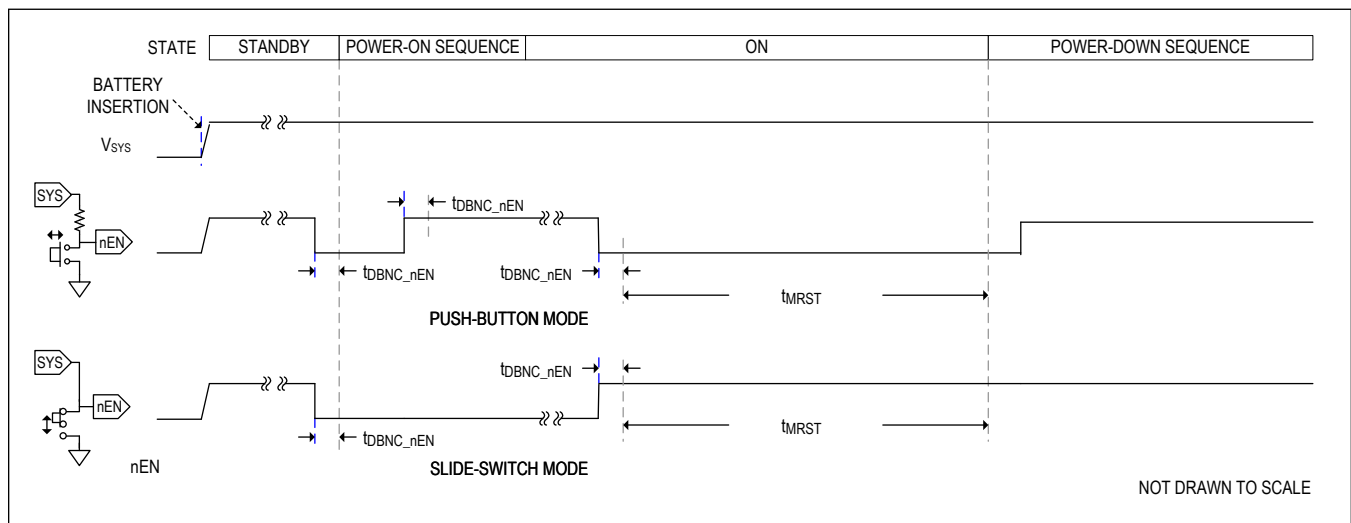 STATE STANDBY POWER-ON SEQUENCE ON POWER-DOWN SEQUENCE
BATTERY
INSERTION
VSYS
SYS
nEN
tDBNC_nEN
tDBNC_nEN tDBNC_nEN
tMRST
PUSH-BUTTON MODE
SYS
nEN
tDBNC_nEN
tMRST
tDBNC_nEN
nEN
SLIDE-SWITCH MODE
NOT DRAWN TO SCALE